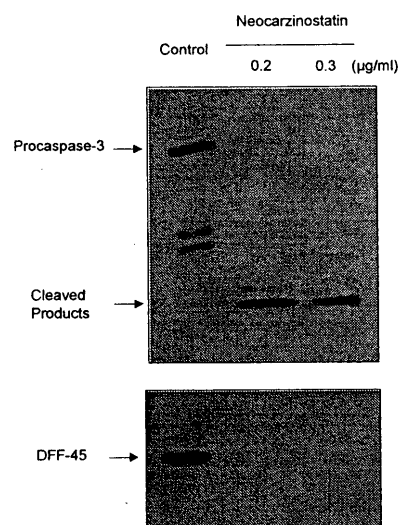 Neocarzinostatin
Control
0.2 0.3 (μg/ml)
Procaspase-3
Cleaved
Products
DFF-45